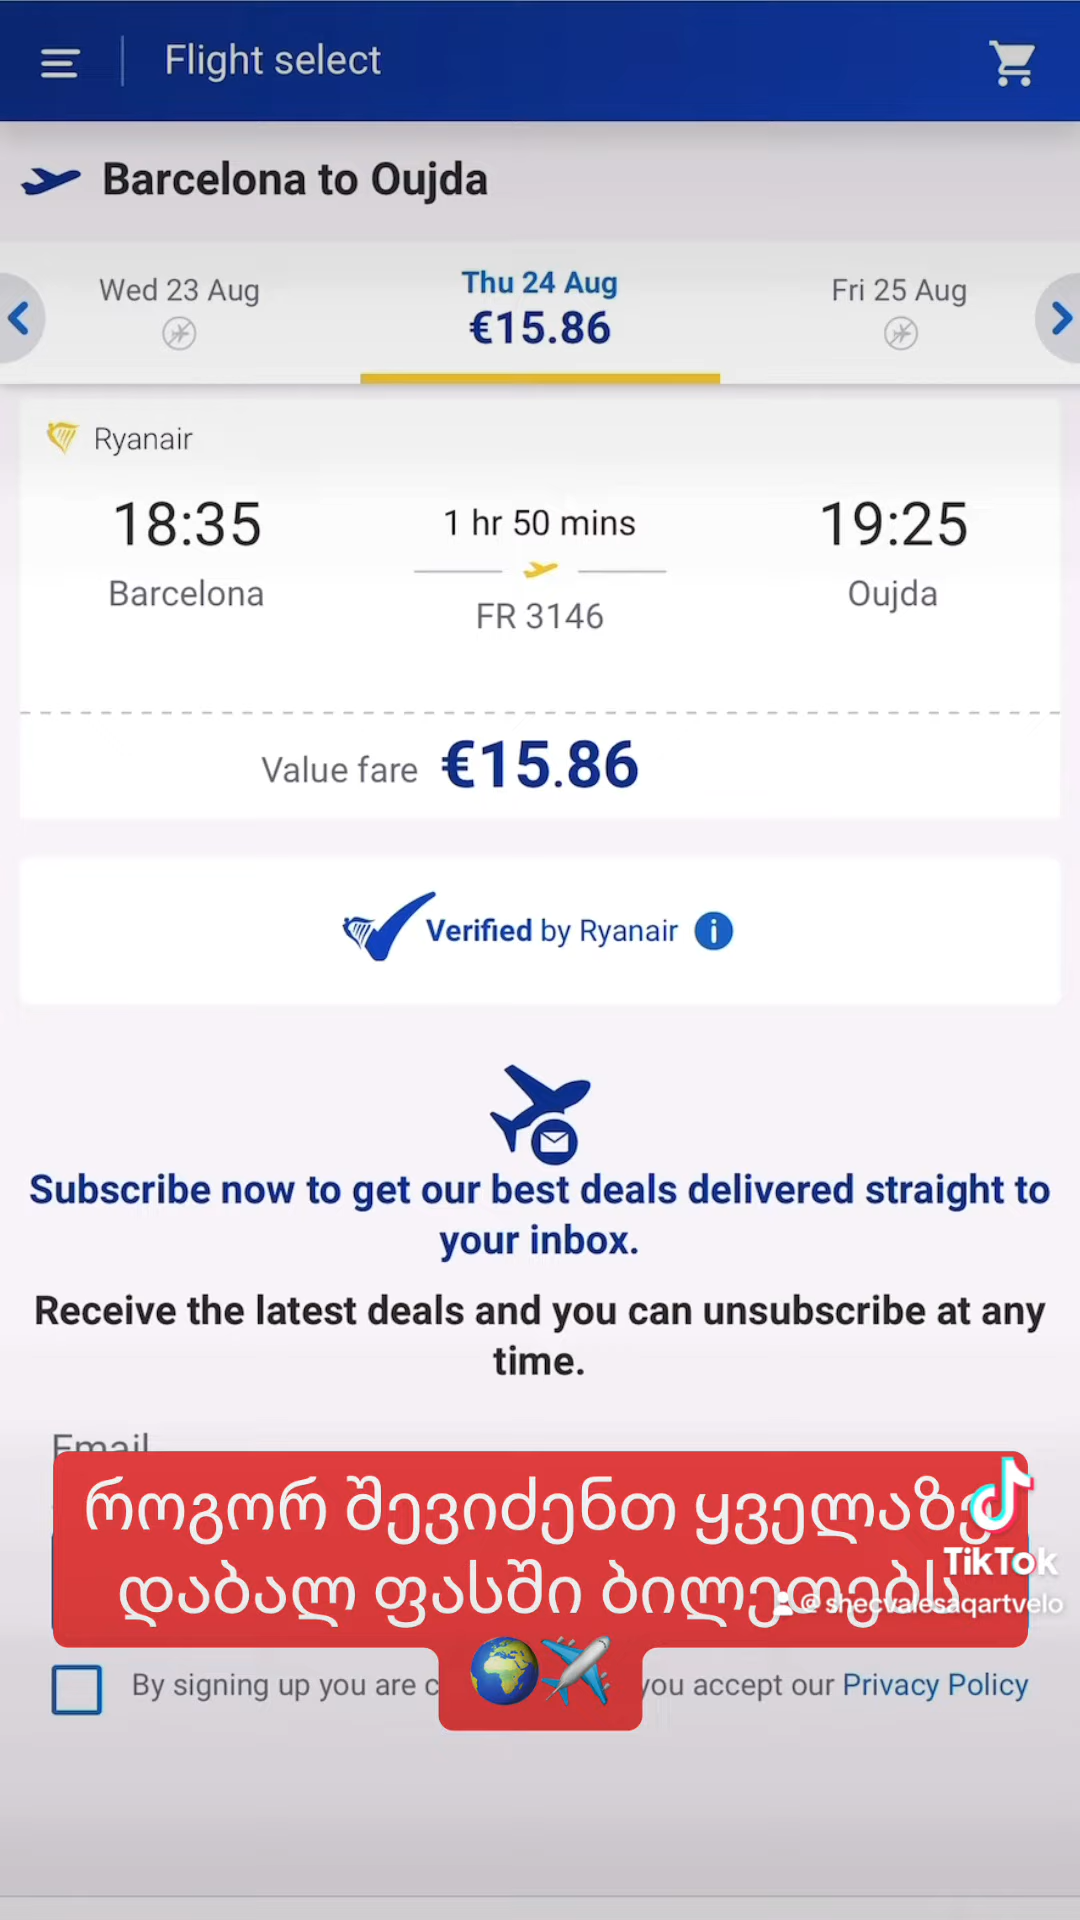 Flight select
Barcelona to Oujda
Wed 23 Aug
Thu 24 Aug
€15.86
Fri 25 Aug
Ryanair
18:35
1 hr 50 mins
19:25
Barcelona
FR 3146
Oujda
Value fare €15.86
Verified by Ryanair
Subscribe now to get our best deals delivered straight to
your inbox.
Receive the latest deals and you can unsubscribe at any
time.
Email
როგორ შევიძენთ ყველაზე
დაბალ ფასში ბილეთებს
🌍✈️
TikTok
@shecvalesaqartvelo
By signing up you are you accept our Privacy Policy